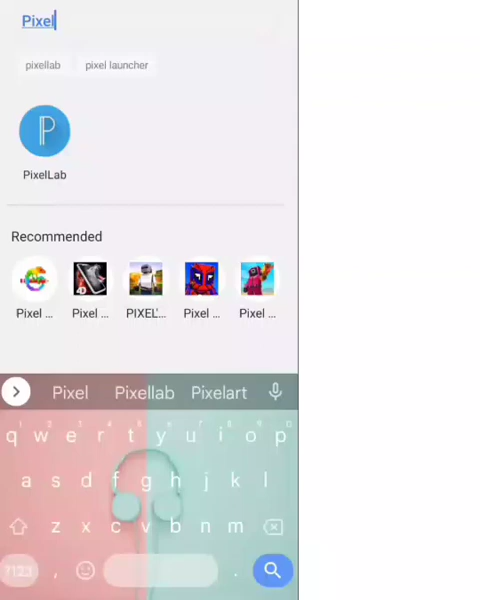 Pixel
pixellab pixel launcher
PixelLab
Recommended
Pixel ... Pixel ... PIXEL'... Pixel ... Pixel ...
Pixel Pixellab Pixelart
q w e r t y u i o p
a s d f g h j k l
z x c v b n m
?123 , .